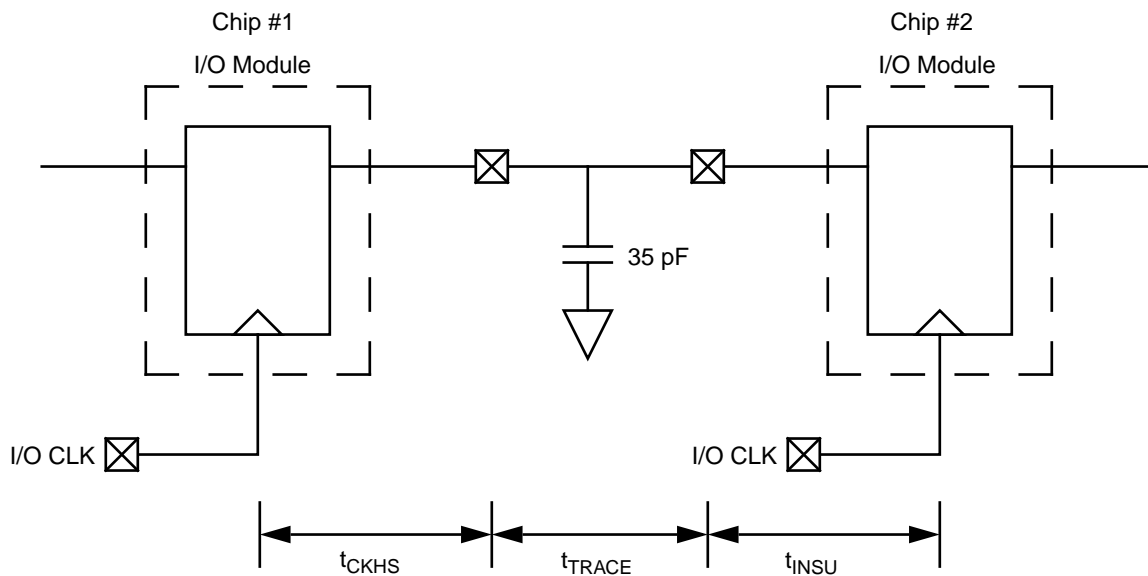 Chip #1
I/O Module
Chip #2
I/O Module
35 pF
I/O CLK
I/O CLK
tCKHS
tTRACE
tINSU